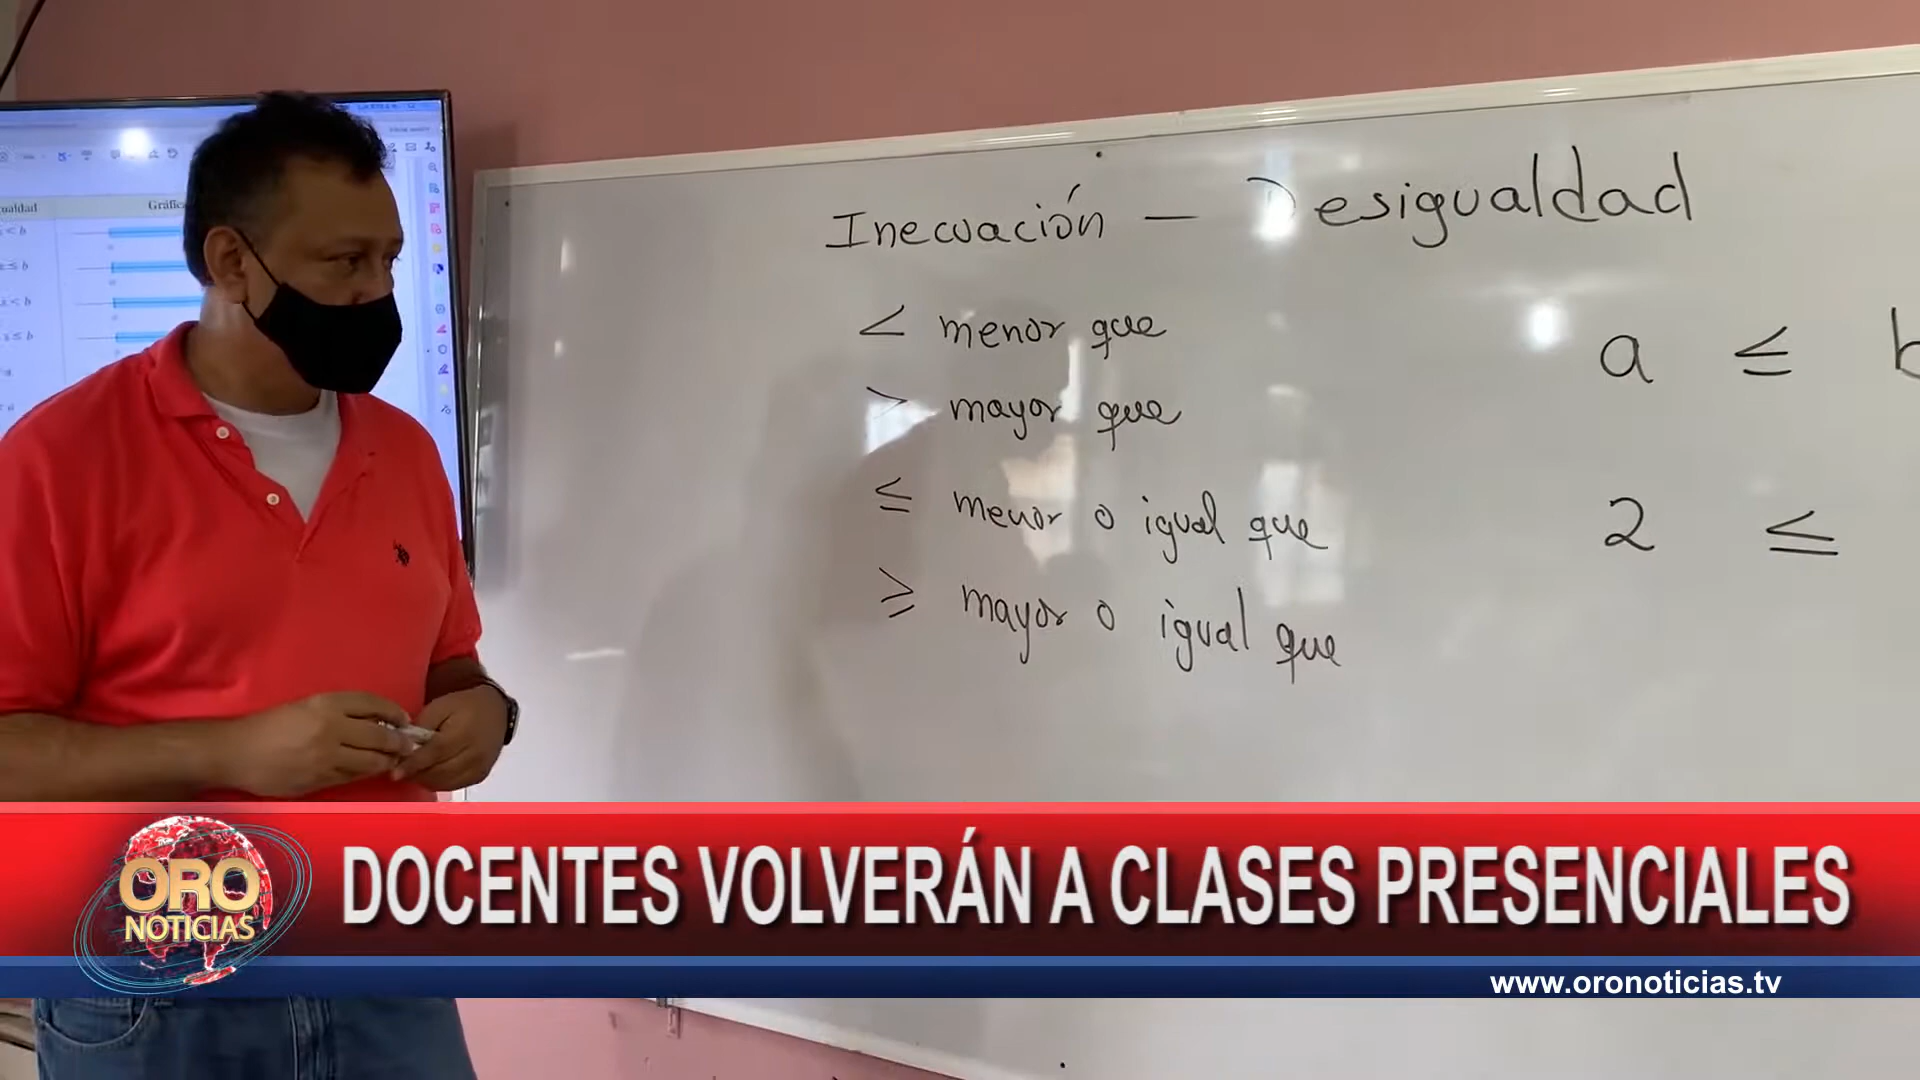 Gráfica
< b
≤ b
< b
≤ b
Inecuación — Desigualdad
< menor que
> mayor que
≤ menor o igual que
≥ mayor o igual que
a ≤ b
2 ≤
ORO
NOTICIAS
DOCENTES VOLVERÁN A CLASES PRESENCIALES
www.oronoticias.tv